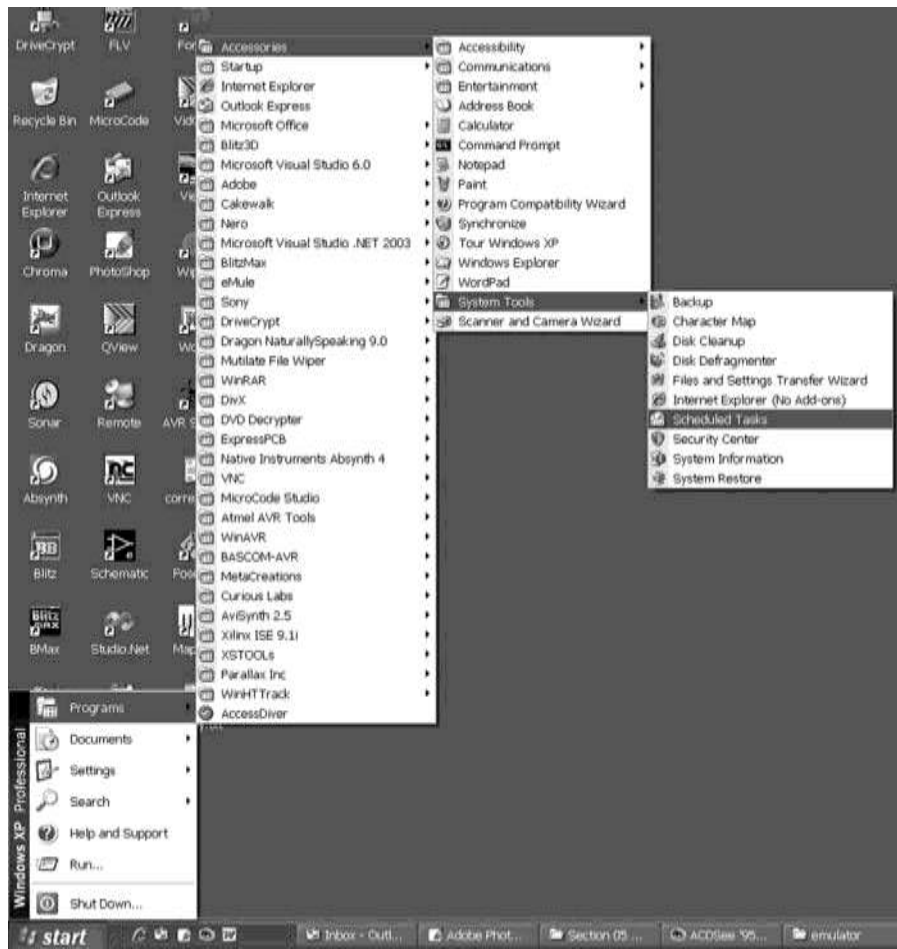 DriveCrypt
FLV
Recycle Bin
MicroCode
Internet Explorer
Outlook Express
Chroma
PhotoShop
Dragon
QView
Sonar
Remote
AVR
Absynth
VNC
Blitz
Schematic
BMax
Studio.Net
Accessories
Startup
Internet Explorer
Outlook Express
Microsoft Office
Blitz3D
Microsoft Visual Studio 6.0
Adobe
Cakewalk
Nero
Microsoft Visual Studio .NET 2003
BlitzMax
eMule
Sony
DriveCrypt
Dragon NaturallySpeaking 9.0
Mutilate File Wiper
WinRAR
DivX
DVD Decrypter
ExpressPCB
Native Instruments Absynth 4
VNC
MicroCode Studio
Atmel AVR Tools
WinAVR
BASCOM-AVR
MetaCreations
Curious Labs
AviSynth 2.5
Xilinx ISE 9.1i
XSTOOLs
Parallax Inc
WinHTTrack
AccessDiver
Accessibility
Communications
Entertainment
Address Book
Calculator
Command Prompt
Notepad
Paint
Program Compatibility Wizard
Synchronize
Tour Windows XP
Windows Explorer
WordPad
System Tools
Scanner and Camera Wizard
Backup
Character Map
Disk Cleanup
Disk Defragmenter
Files and Settings Transfer Wizard
Internet Explorer (No Add-ons)
Scheduled Tasks
Security Center
System Information
System Restore
Windows XP Professional
Programs
Documents
Settings
Search
Help and Support
Run...
Shut Down...
start
Inbox - Outl...
Adobe Phot...
Section 05 ...
ACDSee '95...
emulator